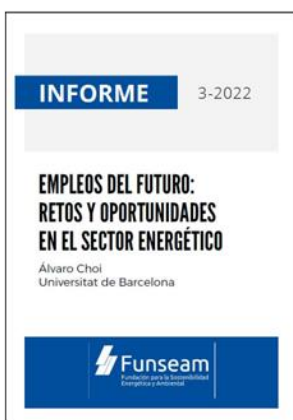 INFORME
3-2022
EMPLEOS DEL FUTURO:
RETOS Y OPORTUNIDADES
EN EL SECTOR ENERGÉTICO
Álvaro Choi
Universitat de Barcelona
Funseam
Fundación para la Sostenibilidad
Energética y Ambiental